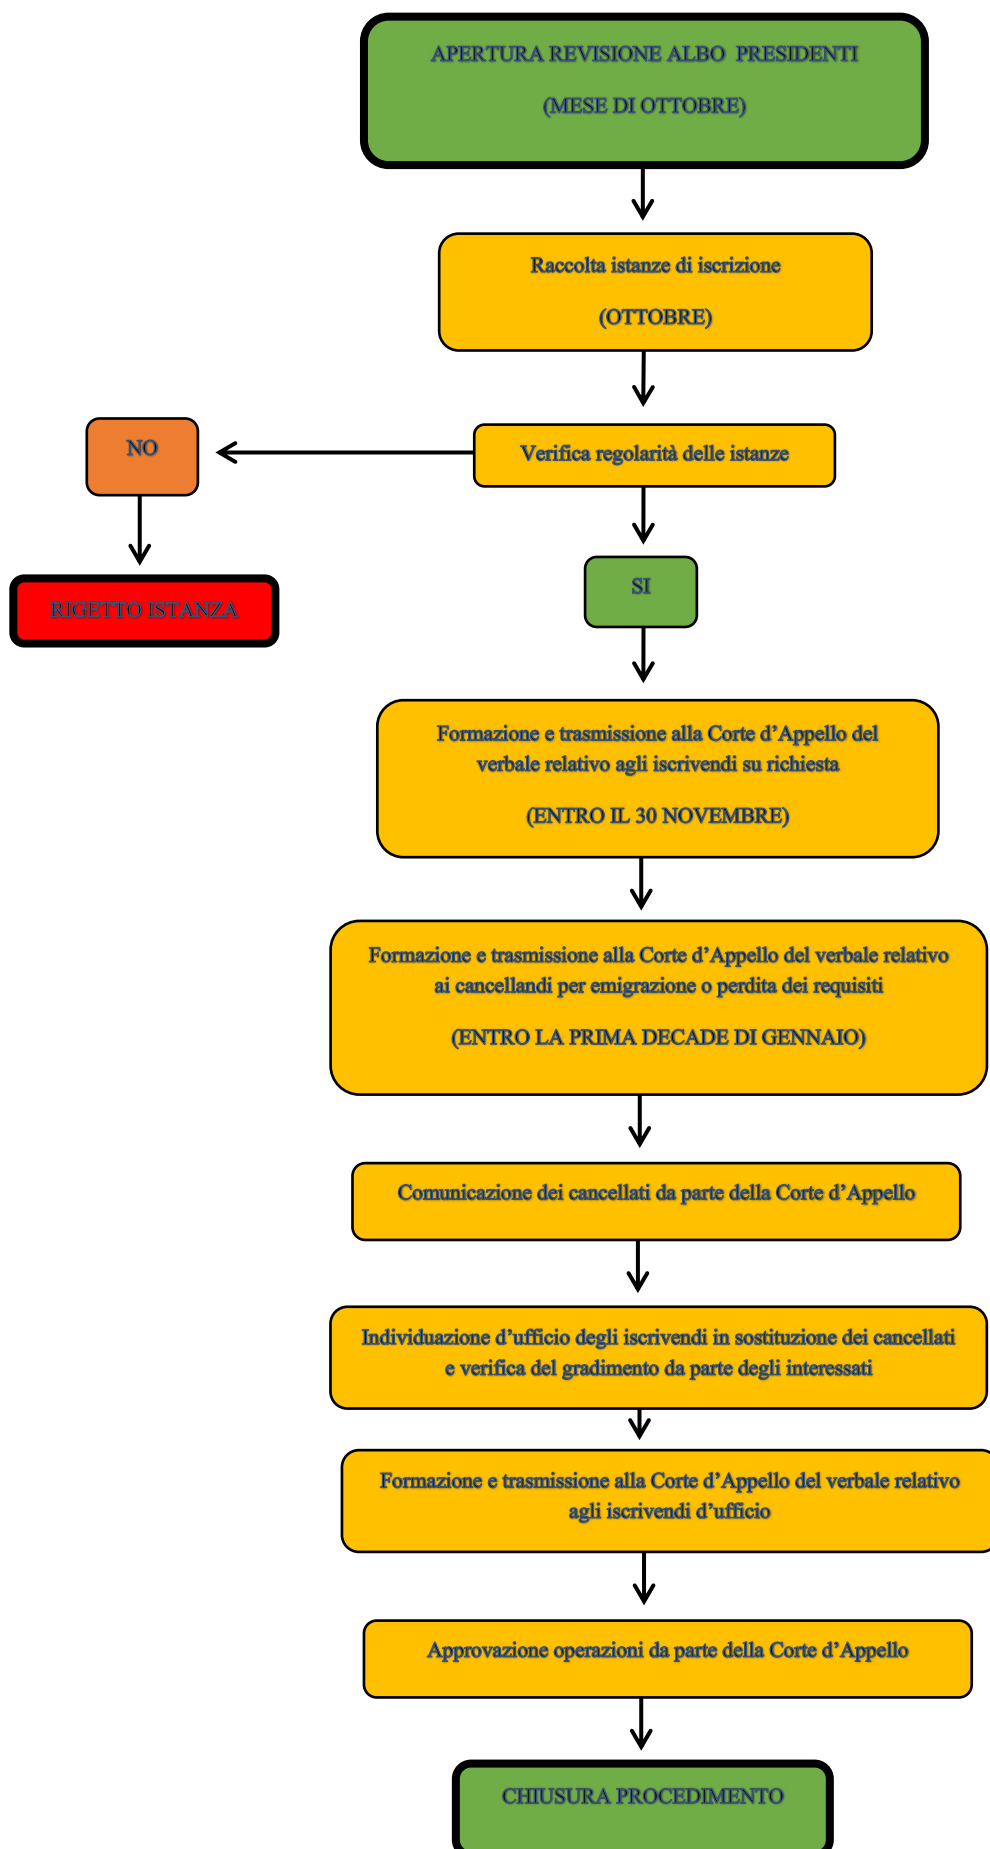 APERTURA REVISIONE ALBO PRESIDENTI
(MESE DI OTTOBRE)
Raccolta istanze di iscrizione
(OTTOBRE)
NO
Verifica regolarità delle istanze
SI
RIGETTO ISTANZA
Formazione e trasmissione alla Corte d’Appello del
verbale relativo agli iscrivendi su richiesta
(ENTRO IL 30 NOVEMBRE)
Formazione e trasmissione alla Corte d’Appello del verbale relativo
ai cancellandi per emigrazione o perdita dei requisiti
(ENTRO LA PRIMA DECADE DI GENNAIO)
Comunicazione dei cancellati da parte della Corte d’Appello
Individuazione d’ufficio degli iscrivendi in sostituzione dei cancellati
e verifica del gradimento da parte degli interessati
Formazione e trasmissione alla Corte d’Appello del verbale relativo
agli iscrivendi d’ufficio
Approvazione operazioni da parte della Corte d’Appello
CHIUSURA PROCEDIMENTO